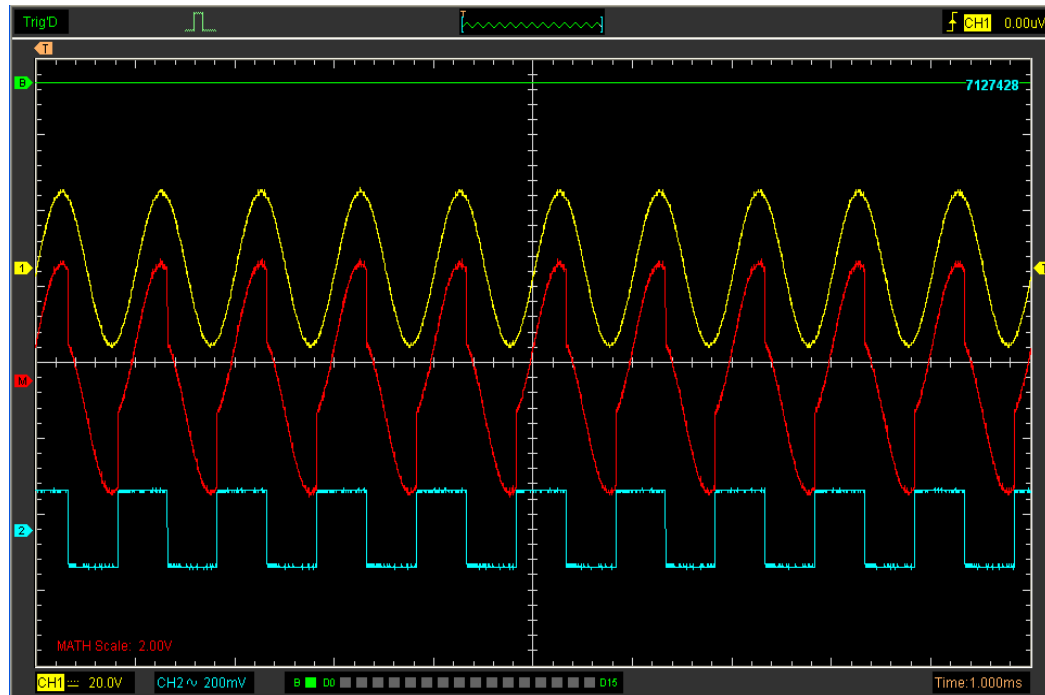 Trig'D T CH1 0.00uV
T
B 7127428
1 T
M
2
MATH Scale: 2.00V
CH1 20.0V CH2 200mV B D0 D15 Time:1.000ms